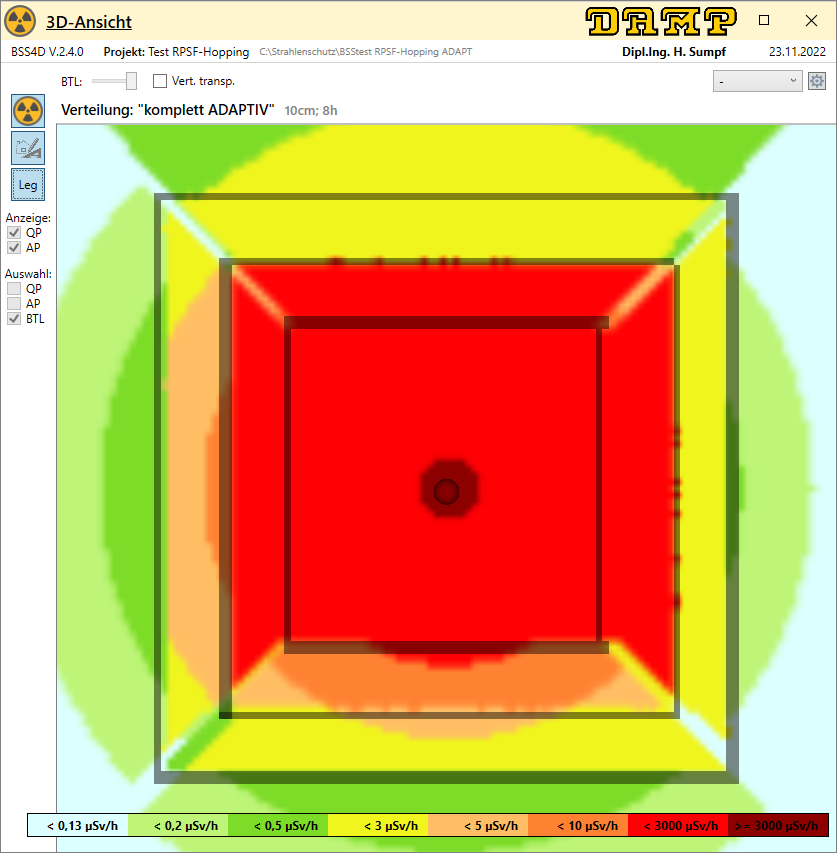 3D-Ansicht
DAMP
BSS4D V.2.4.0 Projekt: Test RPSF-Hopping C:\Strahlenschutz\BSStest RPSF-Hopping ADAPT Dipl.Ing. H. Sumpf 23.11.2022
BTL: Vert. transp. -
Verteilung: "komplett ADAPTIV" 10cm; 8h
Leg
Anzeige:
QP
AP
Auswahl:
QP
AP
BTL
< 0,13 µSv/h < 0,2 µSv/h < 0,5 µSv/h < 3 µSv/h < 5 µSv/h < 10 µSv/h < 3000 µSv/h >= 3000 µSv/h